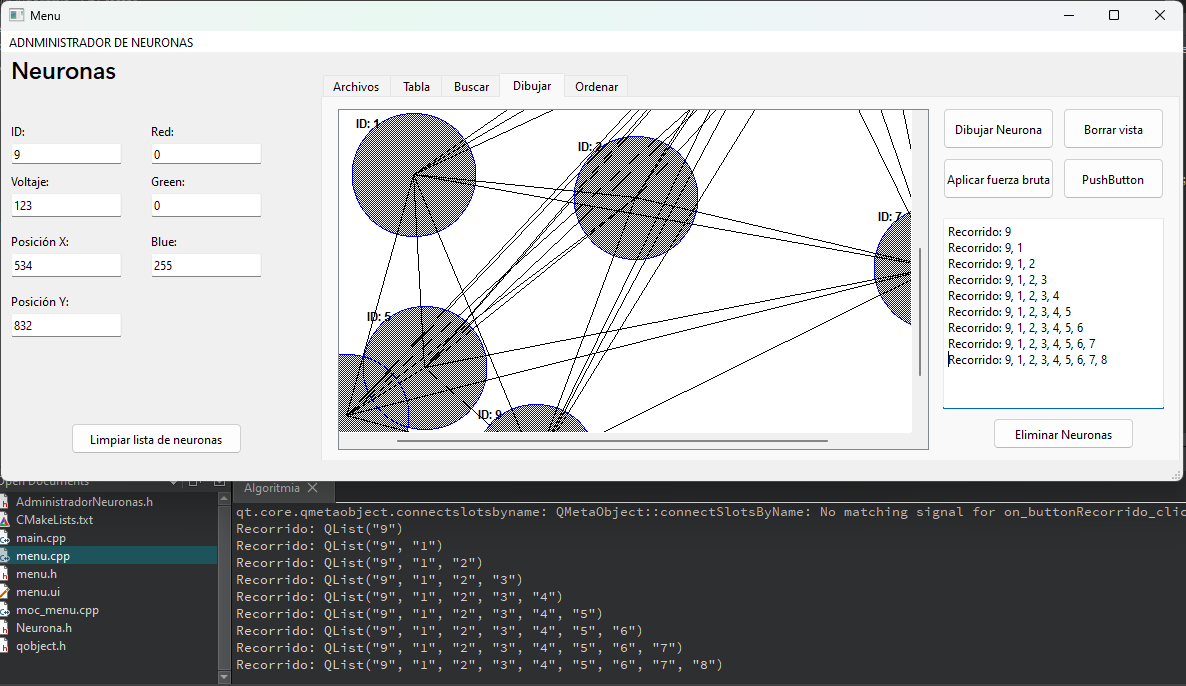 Menu
ADNMINISTRADOR DE NEURONAS
Neuronas
ID:
9
Red:
0
Voltaje:
123
Green:
0
Posición X:
534
Blue:
255
Posición Y:
832
Limpiar lista de neuronas
Archivos
Tabla
Buscar
Dibujar
Ordenar
ID: 1
ID: 7
ID: 5
ID: 9
Dibujar Neurona
Borrar vista
Aplicar fuerza bruta
PushButton
Recorrido: 9
Recorrido: 9, 1
Recorrido: 9, 1, 2
Recorrido: 9, 1, 2, 3
Recorrido: 9, 1, 2, 3, 4
Recorrido: 9, 1, 2, 3, 4, 5
Recorrido: 9, 1, 2, 3, 4, 5, 6
Recorrido: 9, 1, 2, 3, 4, 5, 6, 7
Recorrido: 9, 1, 2, 3, 4, 5, 6, 7, 8
Eliminar Neuronas
Open Documents
AdministradorNeuronas.h
CMakeLists.txt
main.cpp
menu.cpp
menu.h
menu.ui
moc_menu.cpp
Neurona.h
qobject.h
Algoritmia
qt.core.qmetaobject.connectslotsbyname: QMetaObject::connectSlotsByName: No matching signal for on_buttonRecorrido_clic
Recorrido: QList("9")
Recorrido: QList("9", "1")
Recorrido: QList("9", "1", "2")
Recorrido: QList("9", "1", "2", "3")
Recorrido: QList("9", "1", "2", "3", "4")
Recorrido: QList("9", "1", "2", "3", "4", "5")
Recorrido: QList("9", "1", "2", "3", "4", "5", "6")
Recorrido: QList("9", "1", "2", "3", "4", "5", "6", "7")
Recorrido: QList("9", "1", "2", "3", "4", "5", "6", "7", "8")